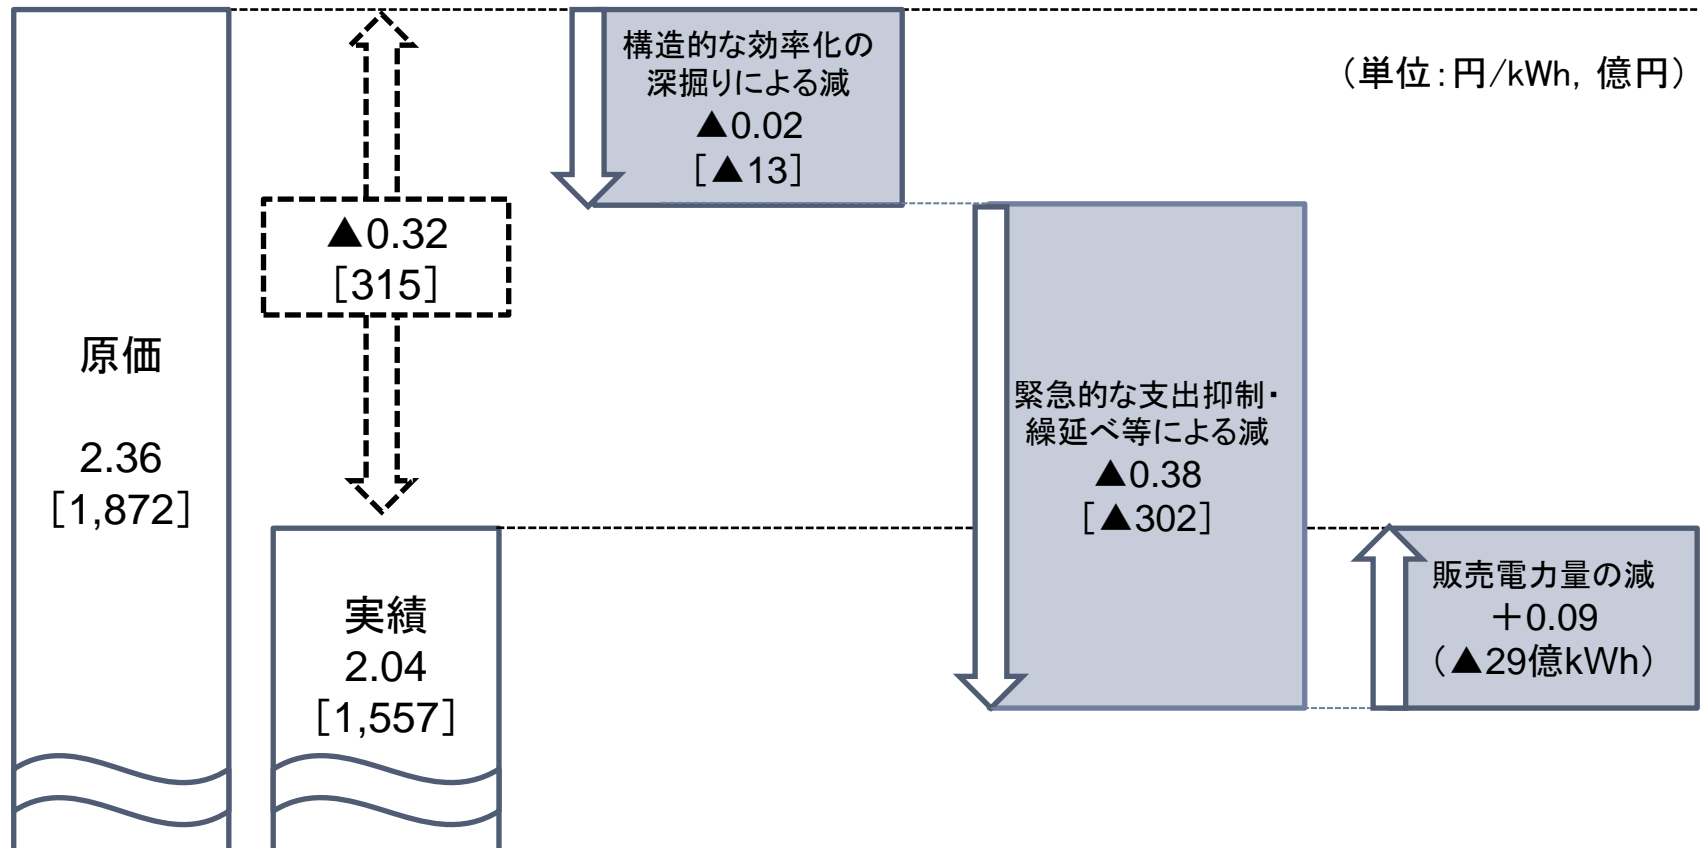 (単位:円/kWh, 億円)
原価
2.36
[1,872]
▲0.32
[315]
実績
2.04
[1,557]
構造的な効率化の
深掘りによる減
▲0.02
[▲13]
緊急的な支出抑制・
繰延べ等による減
▲0.38
[▲302]
販売電力量の減
+0.09
(▲29億kWh)